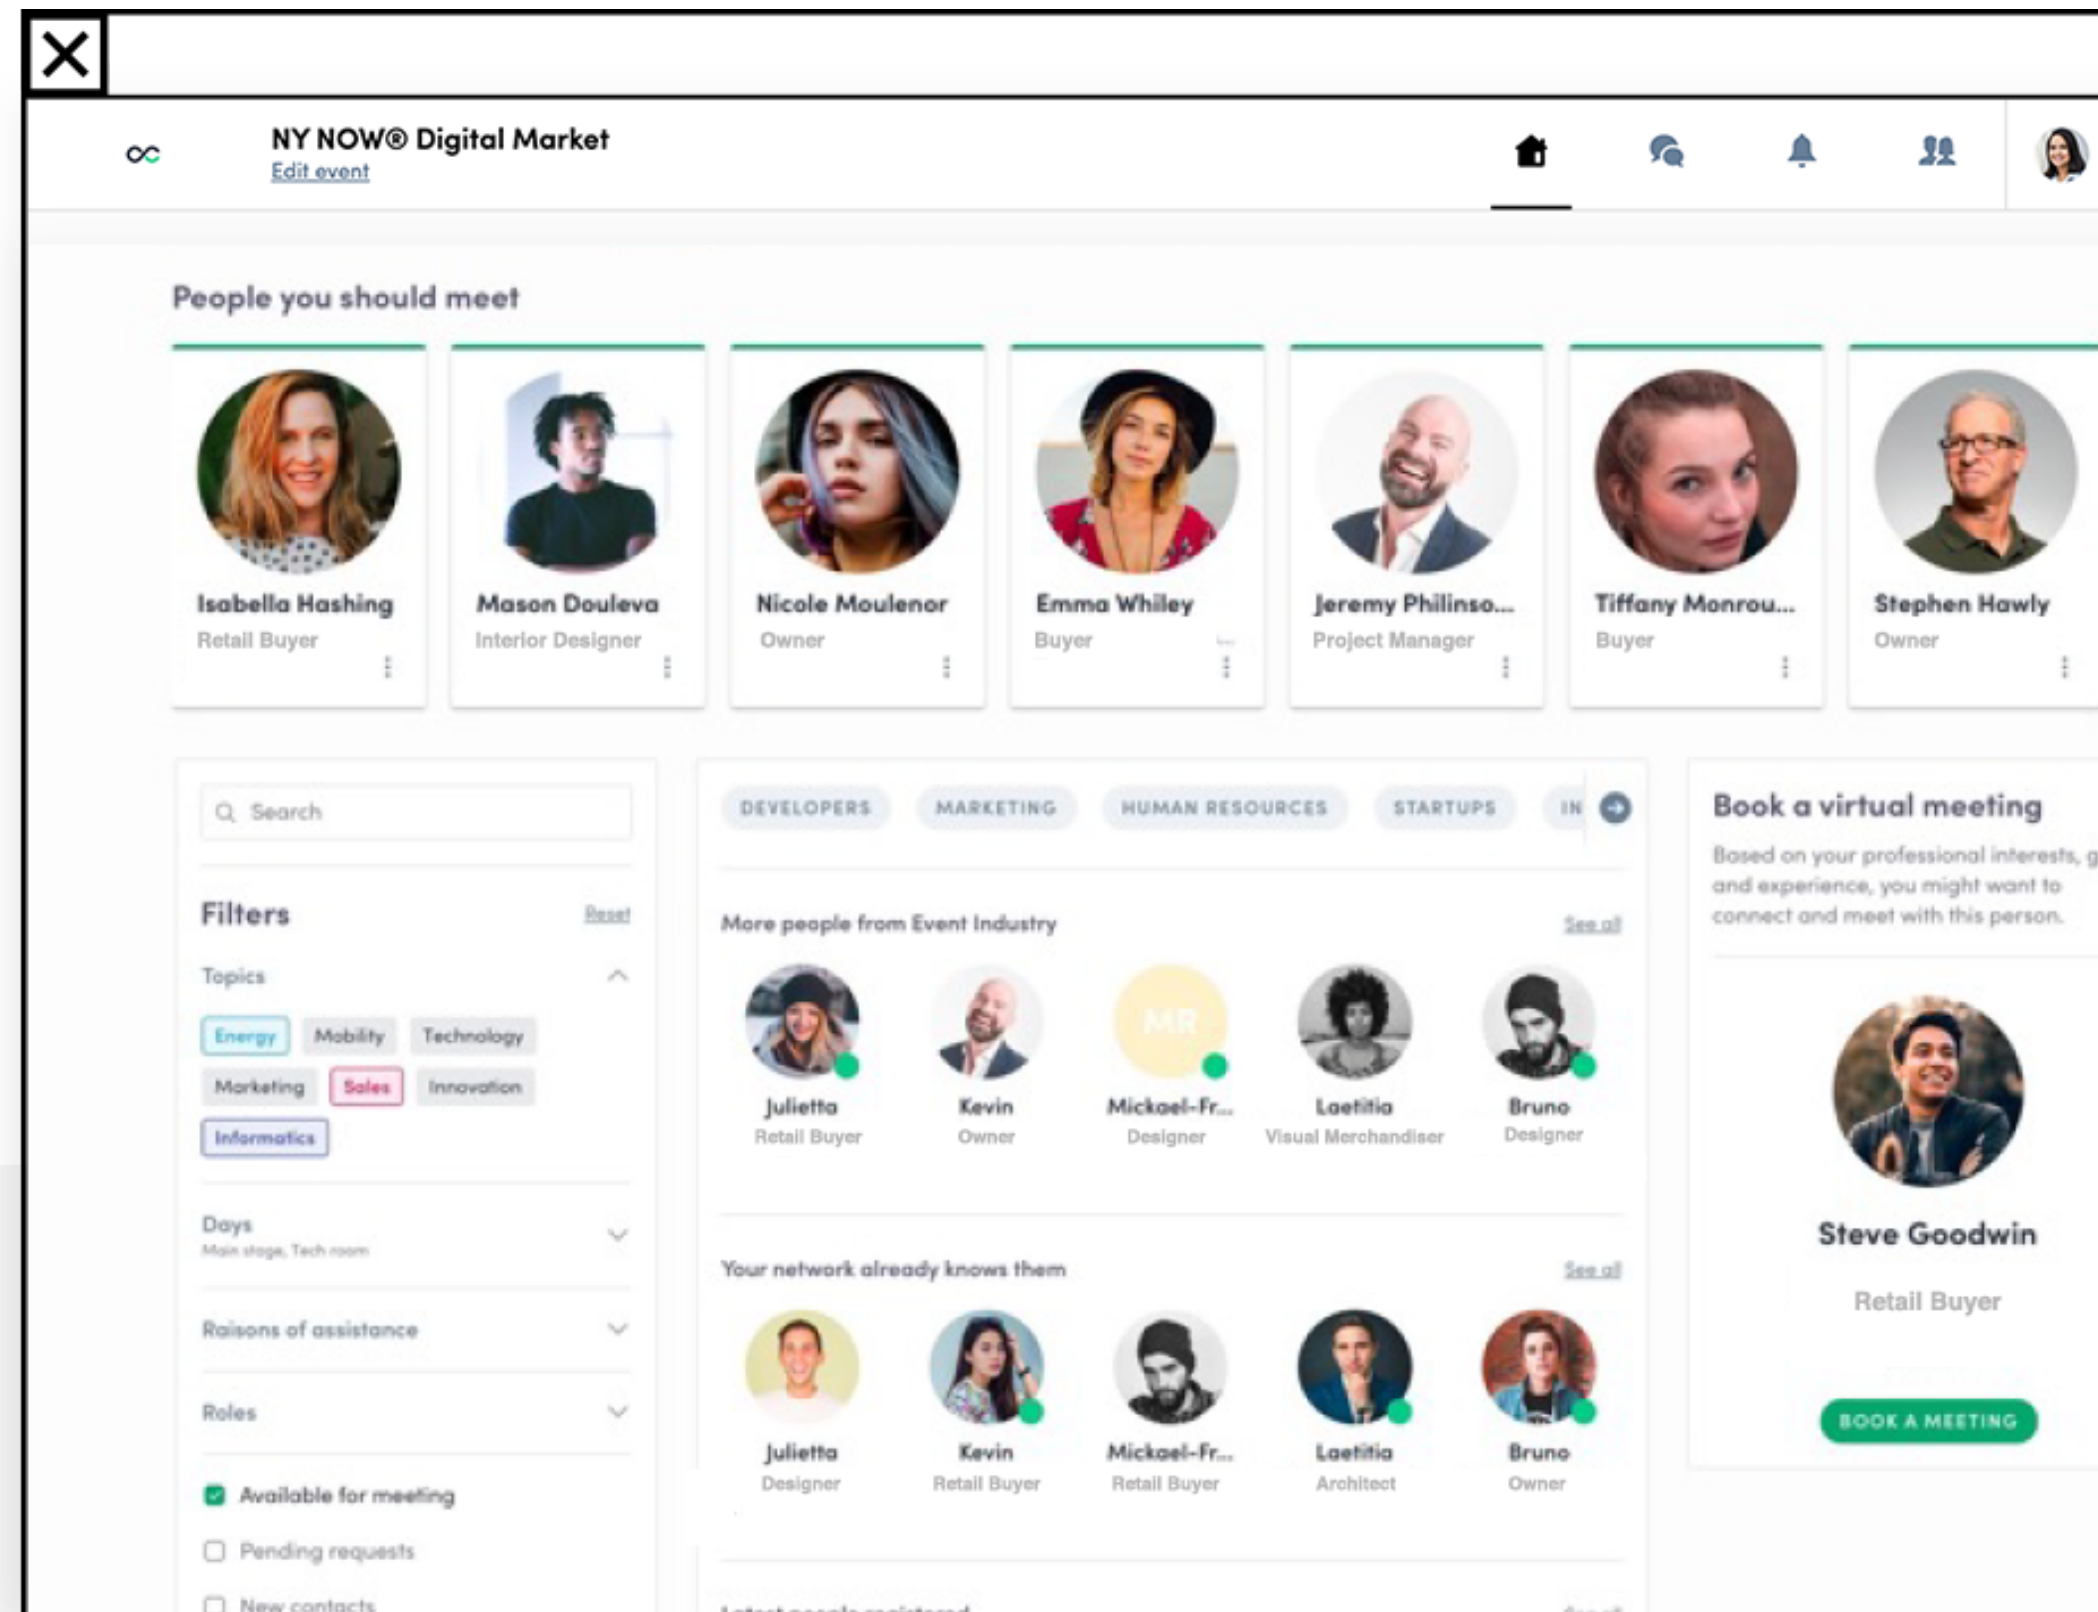 NY NOW® Digital Market
Edit event
People you should meet
Isabella Hashing
Retail Buyer
Mason Douleva
Interior Designer
Nicole Moulenor
Owner
Emma Whiley
Buyer
Jeremy Philinso...
Project Manager
Tiffany Monrou...
Buyer
Stephen Hawly
Owner
Search
Filters
Reset
Topics
Energy
Mobility
Technology
Marketing
Sales
Innovation
Informatics
Days
Main stage, Tech room
Raisons of assistance
Roles
Available for meeting
Pending requests
New contacts
DEVELOPERS
MARKETING
HUMAN RESOURCES
STARTUPS
IN
More people from Event Industry
See all
MR
Julietta
Retail Buyer
Kevin
Owner
Mickael-Fr...
Designer
Laetitia
Visual Merchandiser
Bruno
Designer
Your network already knows them
See all
Julietta
Designer
Kevin
Retail Buyer
Mickael-Fr...
Retail Buyer
Laetitia
Architect
Bruno
Owner
Latest people registered
See all
Book a virtual meeting
Based on your professional interests, g
and experience, you might want to
connect and meet with this person.
Steve Goodwin
Retail Buyer
BOOK A MEETING